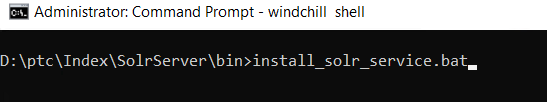 Administrator: Command Prompt - windchill  shell
D:\ptc\Index\SolrServer\bin>install_solr_service.bat